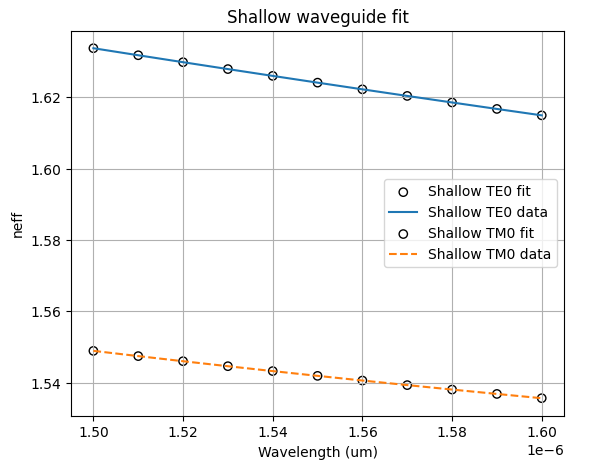 Shallow waveguide fit
neff
1.62
1.60
1.58
1.56
1.54
Shallow TE0 fit
Shallow TE0 data
Shallow TM0 fit
Shallow TM0 data
1.50 1.52 1.54 1.56 1.58 1.60
1e−6
Wavelength (um)